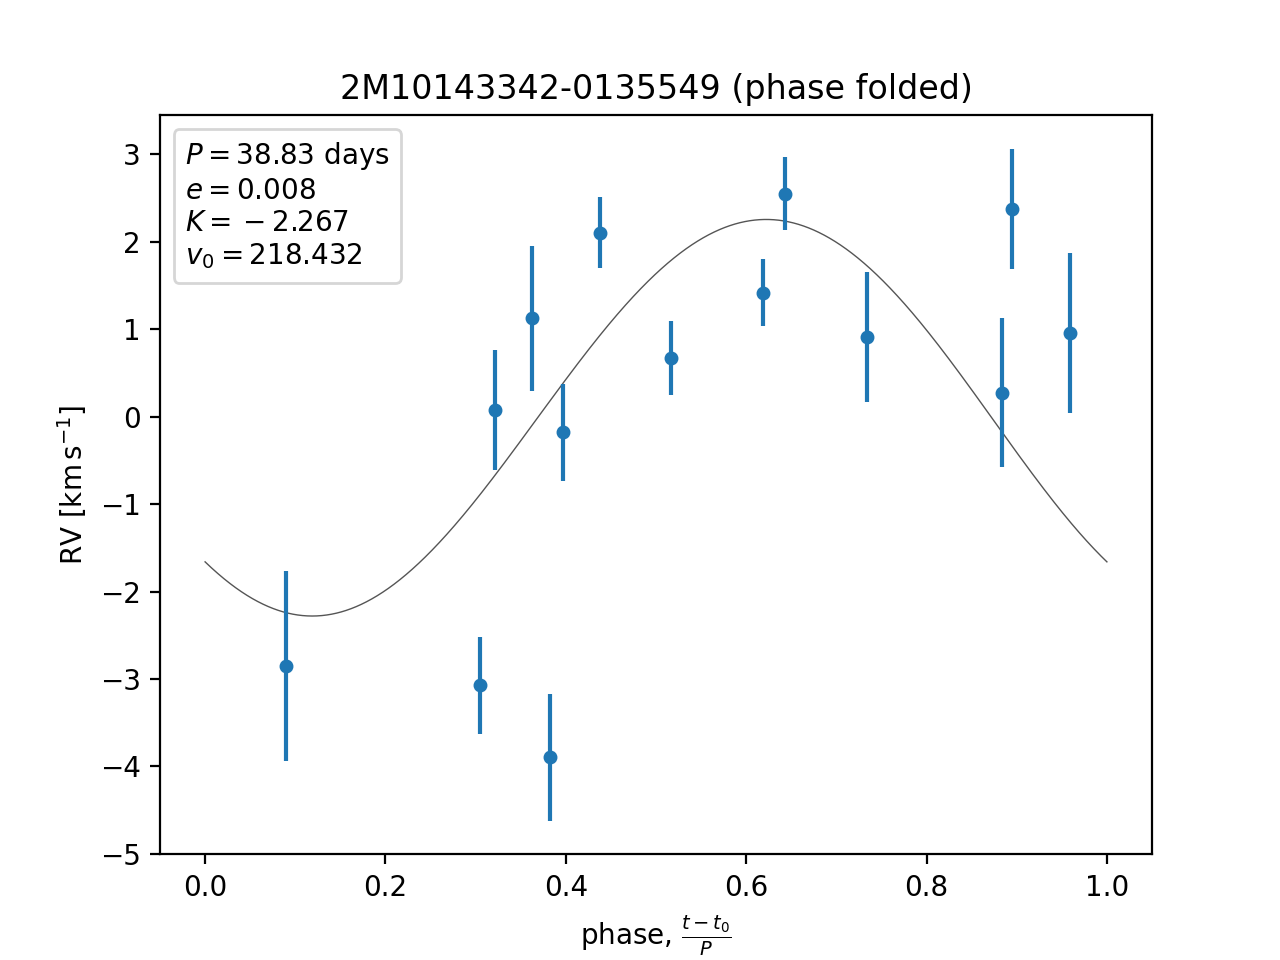 2M10143342-0135549 (phase folded)
P = 38.83 days
e = 0.008
K = −2.267
v₀ = 218.432
3
2
1
0
−1
−2
−3
−4
−5
RV [km s⁻¹]
0.0 0.2 0.4 0.6 0.8 1.0
phase, (t − t₀)/P